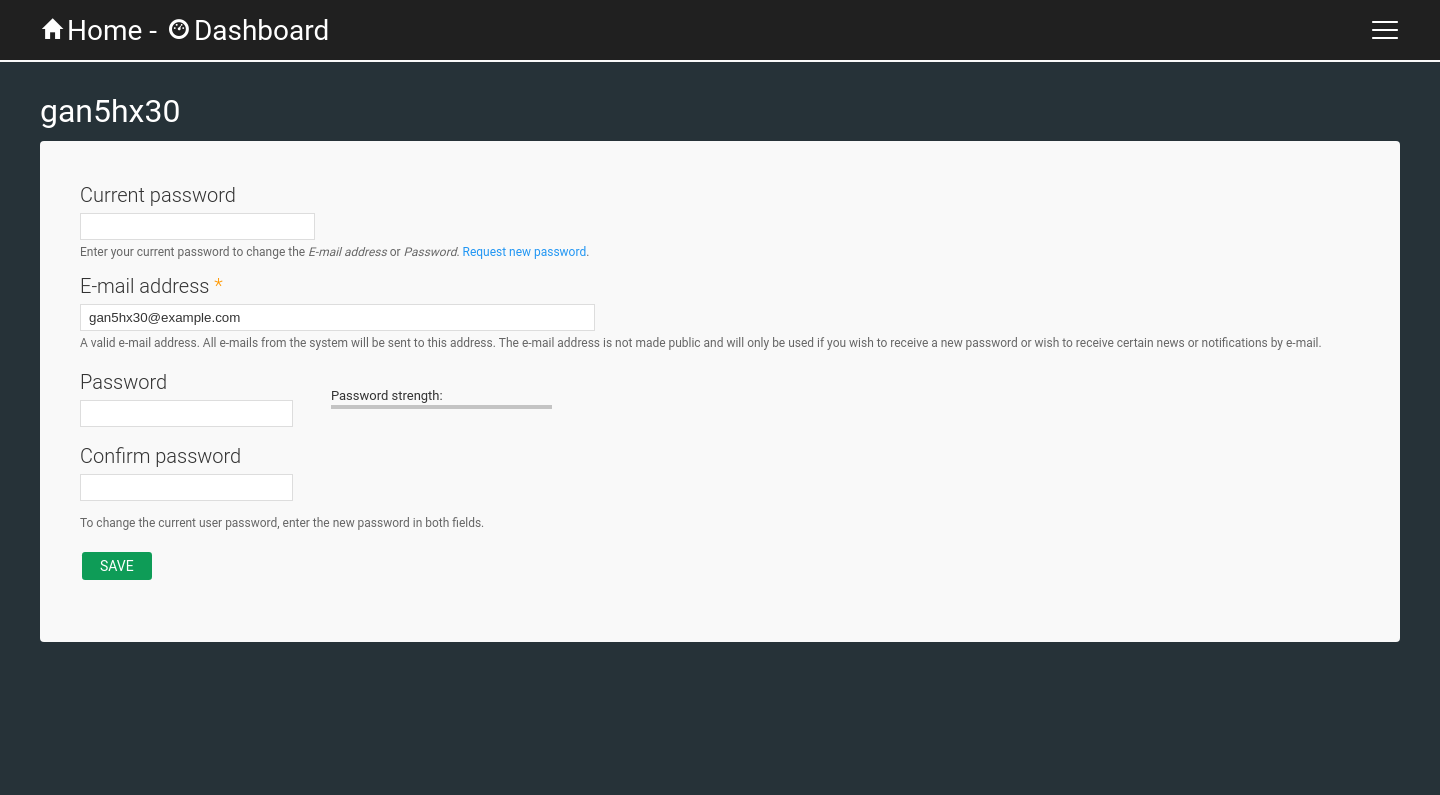 Home - Dashboard
gan5hx30
Current password
Enter your current password to change the E-mail address or Password. Request new password.
E-mail address *
gan5hx30@example.com
A valid e-mail address. All e-mails from the system will be sent to this address. The e-mail address is not made public and will only be used if you wish to receive a new password or wish to receive certain news or notifications by e-mail.
Password
Password strength:
Confirm password
To change the current user password, enter the new password in both fields.
SAVE